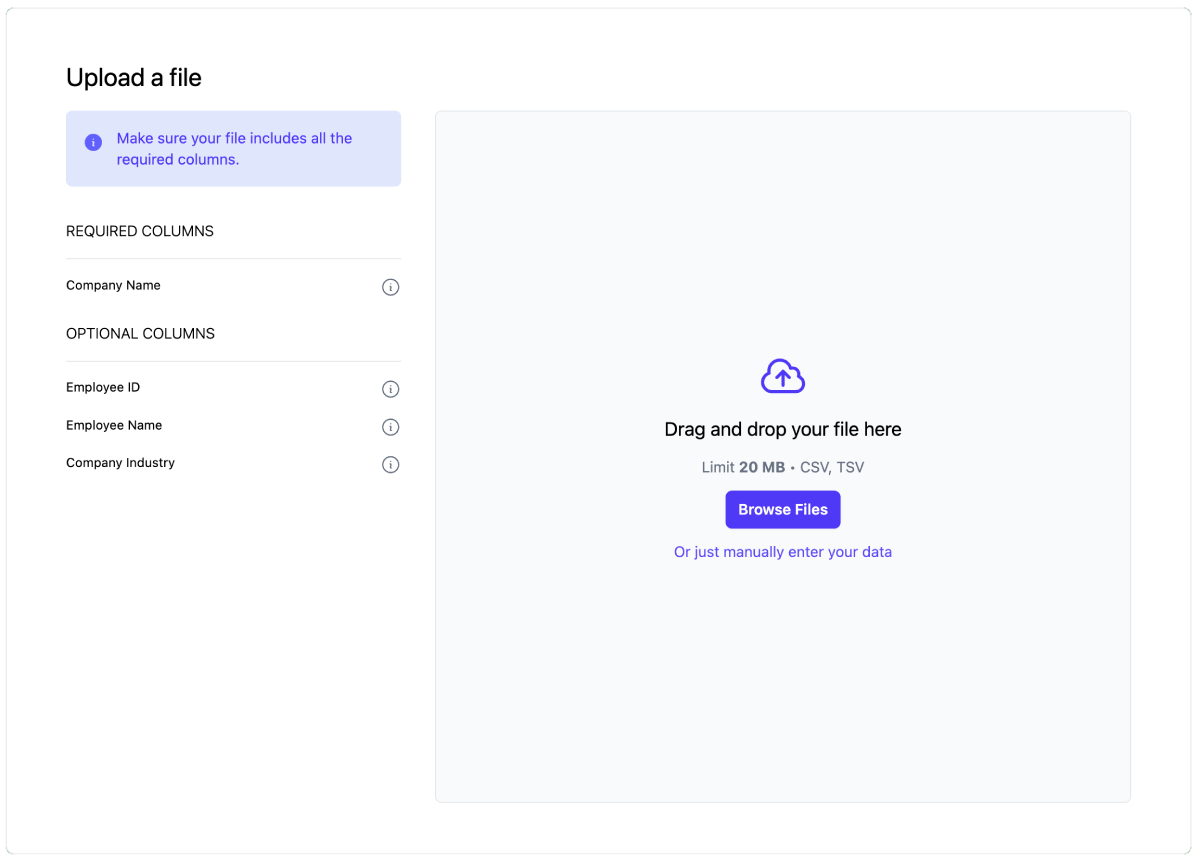 Upload a file
Make sure your file includes all the
required columns.
REQUIRED COLUMNS
Company Name
OPTIONAL COLUMNS
Employee ID
Employee Name
Company Industry
Drag and drop your file here
Limit 20 MB • CSV, TSV
Browse Files
Or just manually enter your data